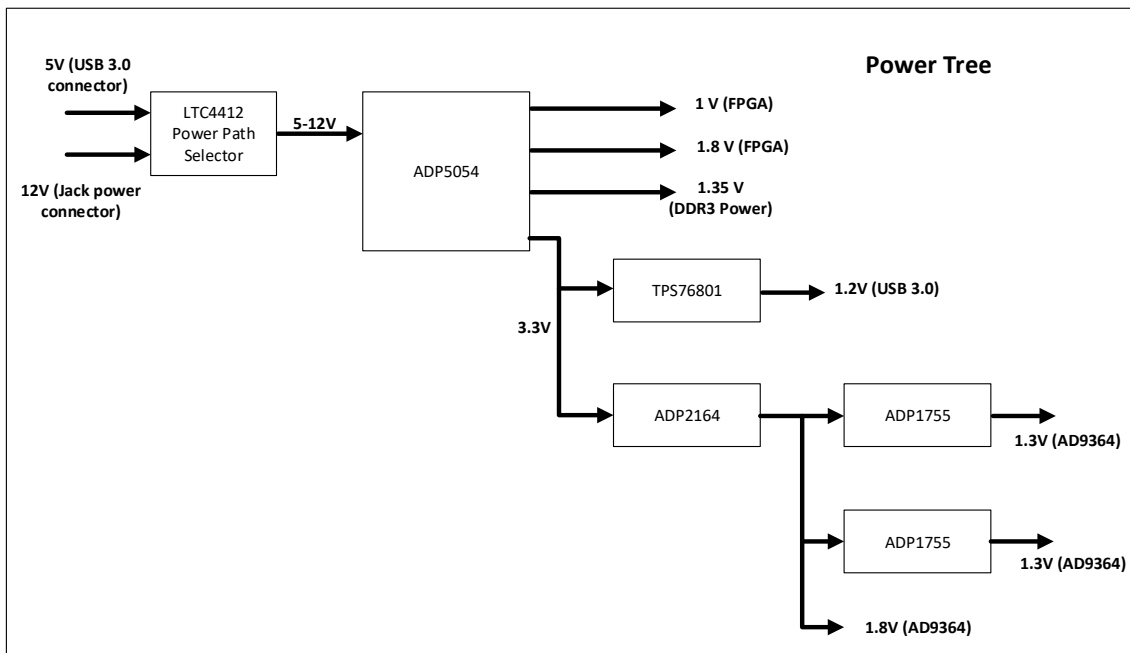 Power Tree
5V (USB 3.0
connector)
12V (Jack power
connector)
LTC4412
Power Path
Selector
5-12V
ADP5054
1 V (FPGA)
1.8 V (FPGA)
1.35 V
(DDR3 Power)
3.3V
TPS76801
1.2V (USB 3.0)
ADP2164
ADP1755
1.3V (AD9364)
ADP1755
1.3V (AD9364)
1.8V (AD9364)